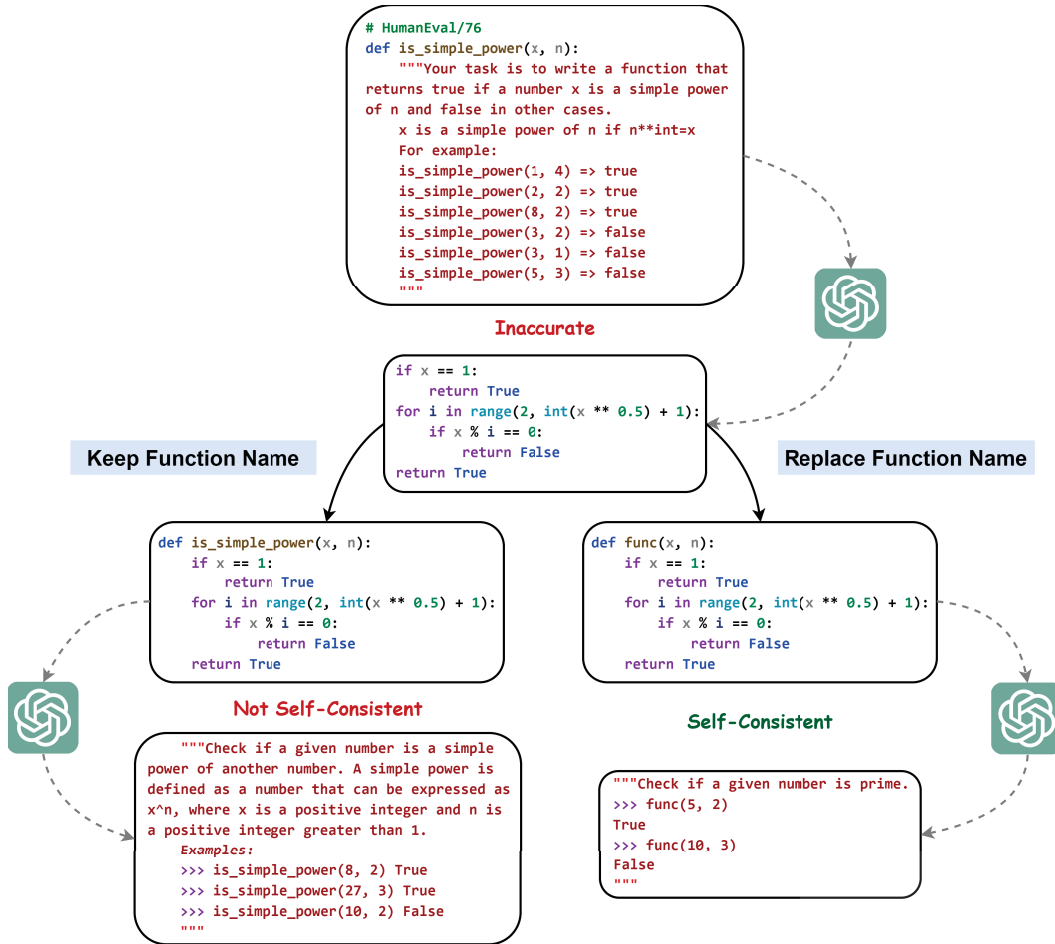 # HumanEval/76
def is_simple_power(x, n):
    """Your task is to write a function that
returns true if a number x is a simple power
of n and false in other cases.
    x is a simple power of n if n**int=x
    For example:
    is_simple_power(1, 4) => true
    is_simple_power(2, 2) => true
    is_simple_power(8, 2) => true
    is_simple_power(3, 2) => false
    is_simple_power(3, 1) => false
    is_simple_power(5, 3) => false
    """
Inaccurate
if x == 1:
    return True
for i in range(2, int(x ** 0.5) + 1):
    if x % i == 0:
        return False
return True
Keep Function Name
Replace Function Name
def is_simple_power(x, n):
    if x == 1:
        return True
    for i in range(2, int(x ** 0.5) + 1):
        if x % i == 0:
            return False
    return True
def func(x, n):
    if x == 1:
        return True
    for i in range(2, int(x ** 0.5) + 1):
        if x % i == 0:
            return False
    return True
Not Self-Consistent
Self-Consistent
    """Check if a given number is a simple
power of another number. A simple power is
defined as a number that can be expressed as
x^n, where x is a positive integer and n is
a positive integer greater than 1.
    Examples:
    >>> is_simple_power(8, 2) True
    >>> is_simple_power(27, 3) True
    >>> is_simple_power(10, 2) False
    """
"""Check if a given number is prime.
>>> func(5, 2)
True
>>> func(10, 3)
False
"""